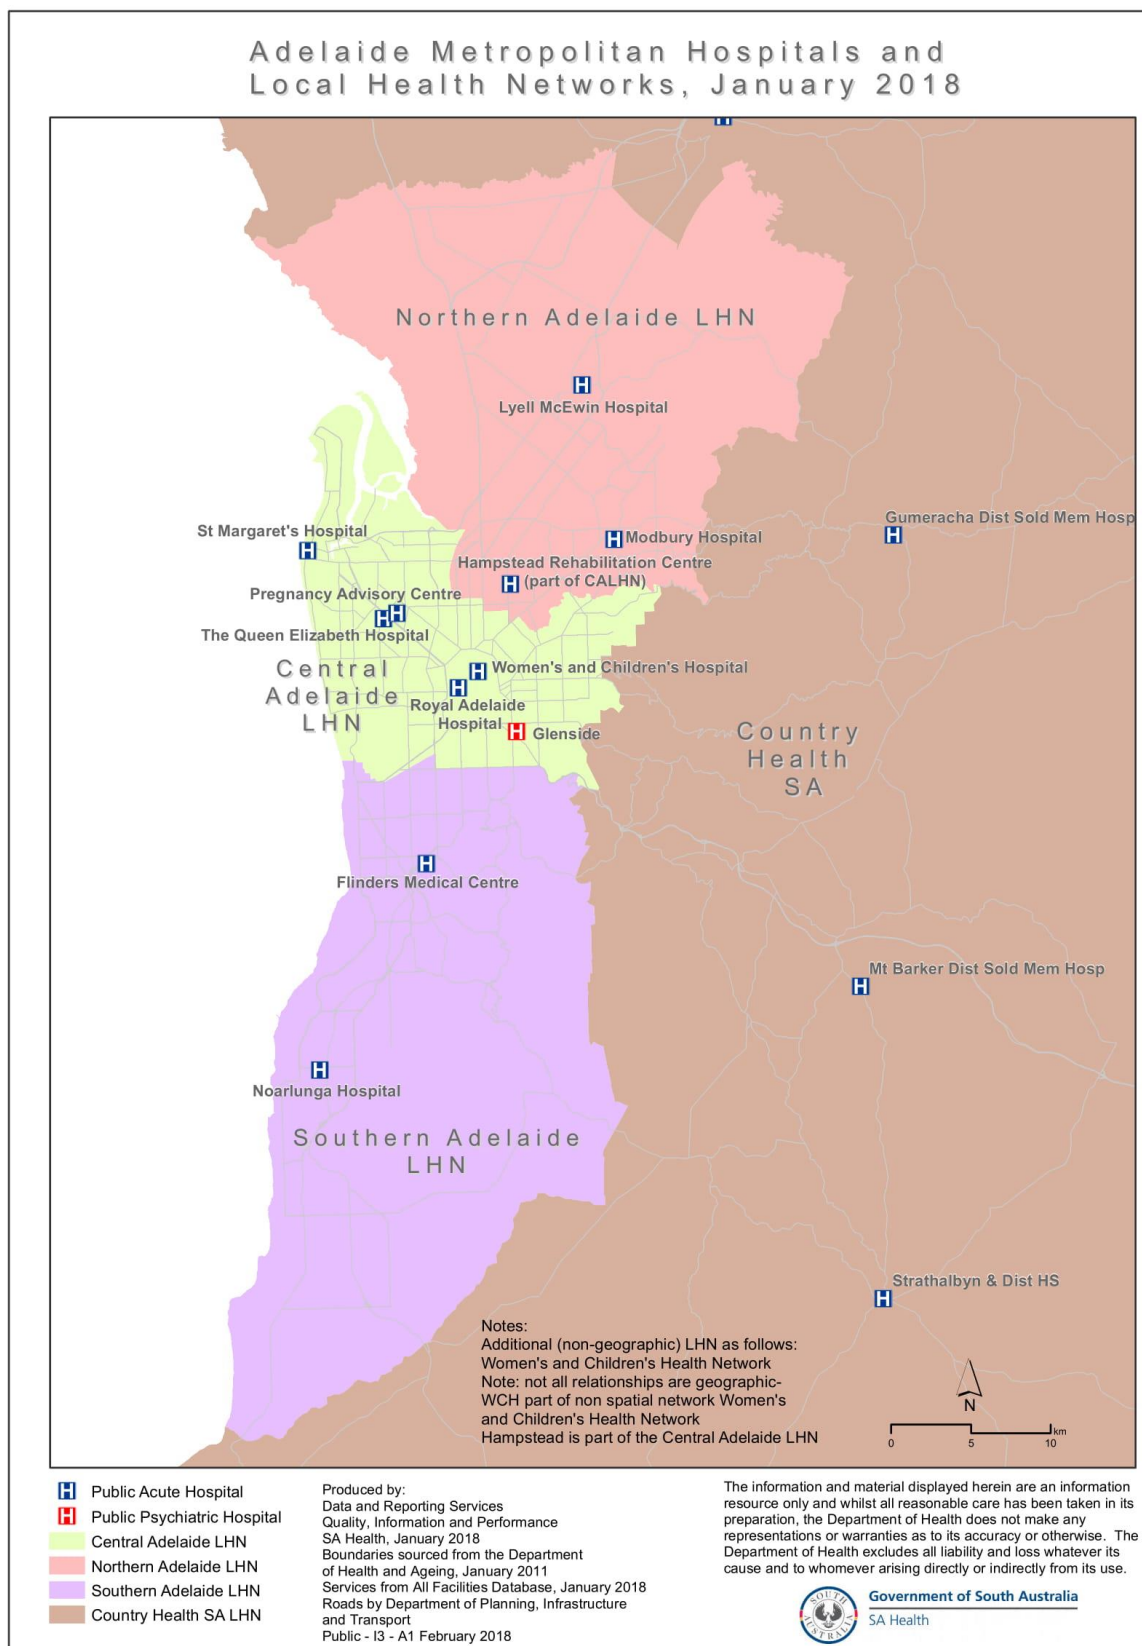 Adelaide Metropolitan Hospitals and
Local Health Networks, January 2018
H
Northern Adelaide LHN
H
Lyell McEwin Hospital
Gumeracha Dist Sold Mem Hosp
H
St Margaret's Hospital
H
H Modbury Hospital
Hampstead Rehabilitation Centre
H (part of CALHN)
Pregnancy Advisory Centre
H H
The Queen Elizabeth Hospital
Central
Adelaide
LHN
H Women's and Children's Hospital
H
Royal Adelaide
Hospital
H Glenside
Country
Health
SA
H
Flinders Medical Centre
Mt Barker Dist Sold Mem Hosp
H
H
Noarlunga Hospital
Southern Adelaide
LHN
Strathalbyn & Dist HS
H
Notes:
Additional (non-geographic) LHN as follows:
Women's and Children's Health Network
Note: not all relationships are geographic-
WCH part of non spatial network Women's
and Children's Health Network
Hampstead is part of the Central Adelaide LHN
N
km
0 5 10
H Public Acute Hospital
H Public Psychiatric Hospital
Central Adelaide LHN
Northern Adelaide LHN
Southern Adelaide LHN
Country Health SA LHN
Produced by:
Data and Reporting Services
Quality, Information and Performance
SA Health, January 2018
Boundaries sourced from the Department
of Health and Ageing, January 2011
Services from All Facilities Database, January 2018
Roads by Department of Planning, Infrastructure
and Transport
Public - I3 - A1 February 2018
The information and material displayed herein are an information
resource only and whilst all reasonable care has been taken in its
preparation, the Department of Health does not make any
representations or warranties as to its accuracy or otherwise. The
Department of Health excludes all liability and loss whatever its
cause and to whomever arising directly or indirectly from its use.
SOUTH AUSTRALIA
Government of South Australia
SA Health